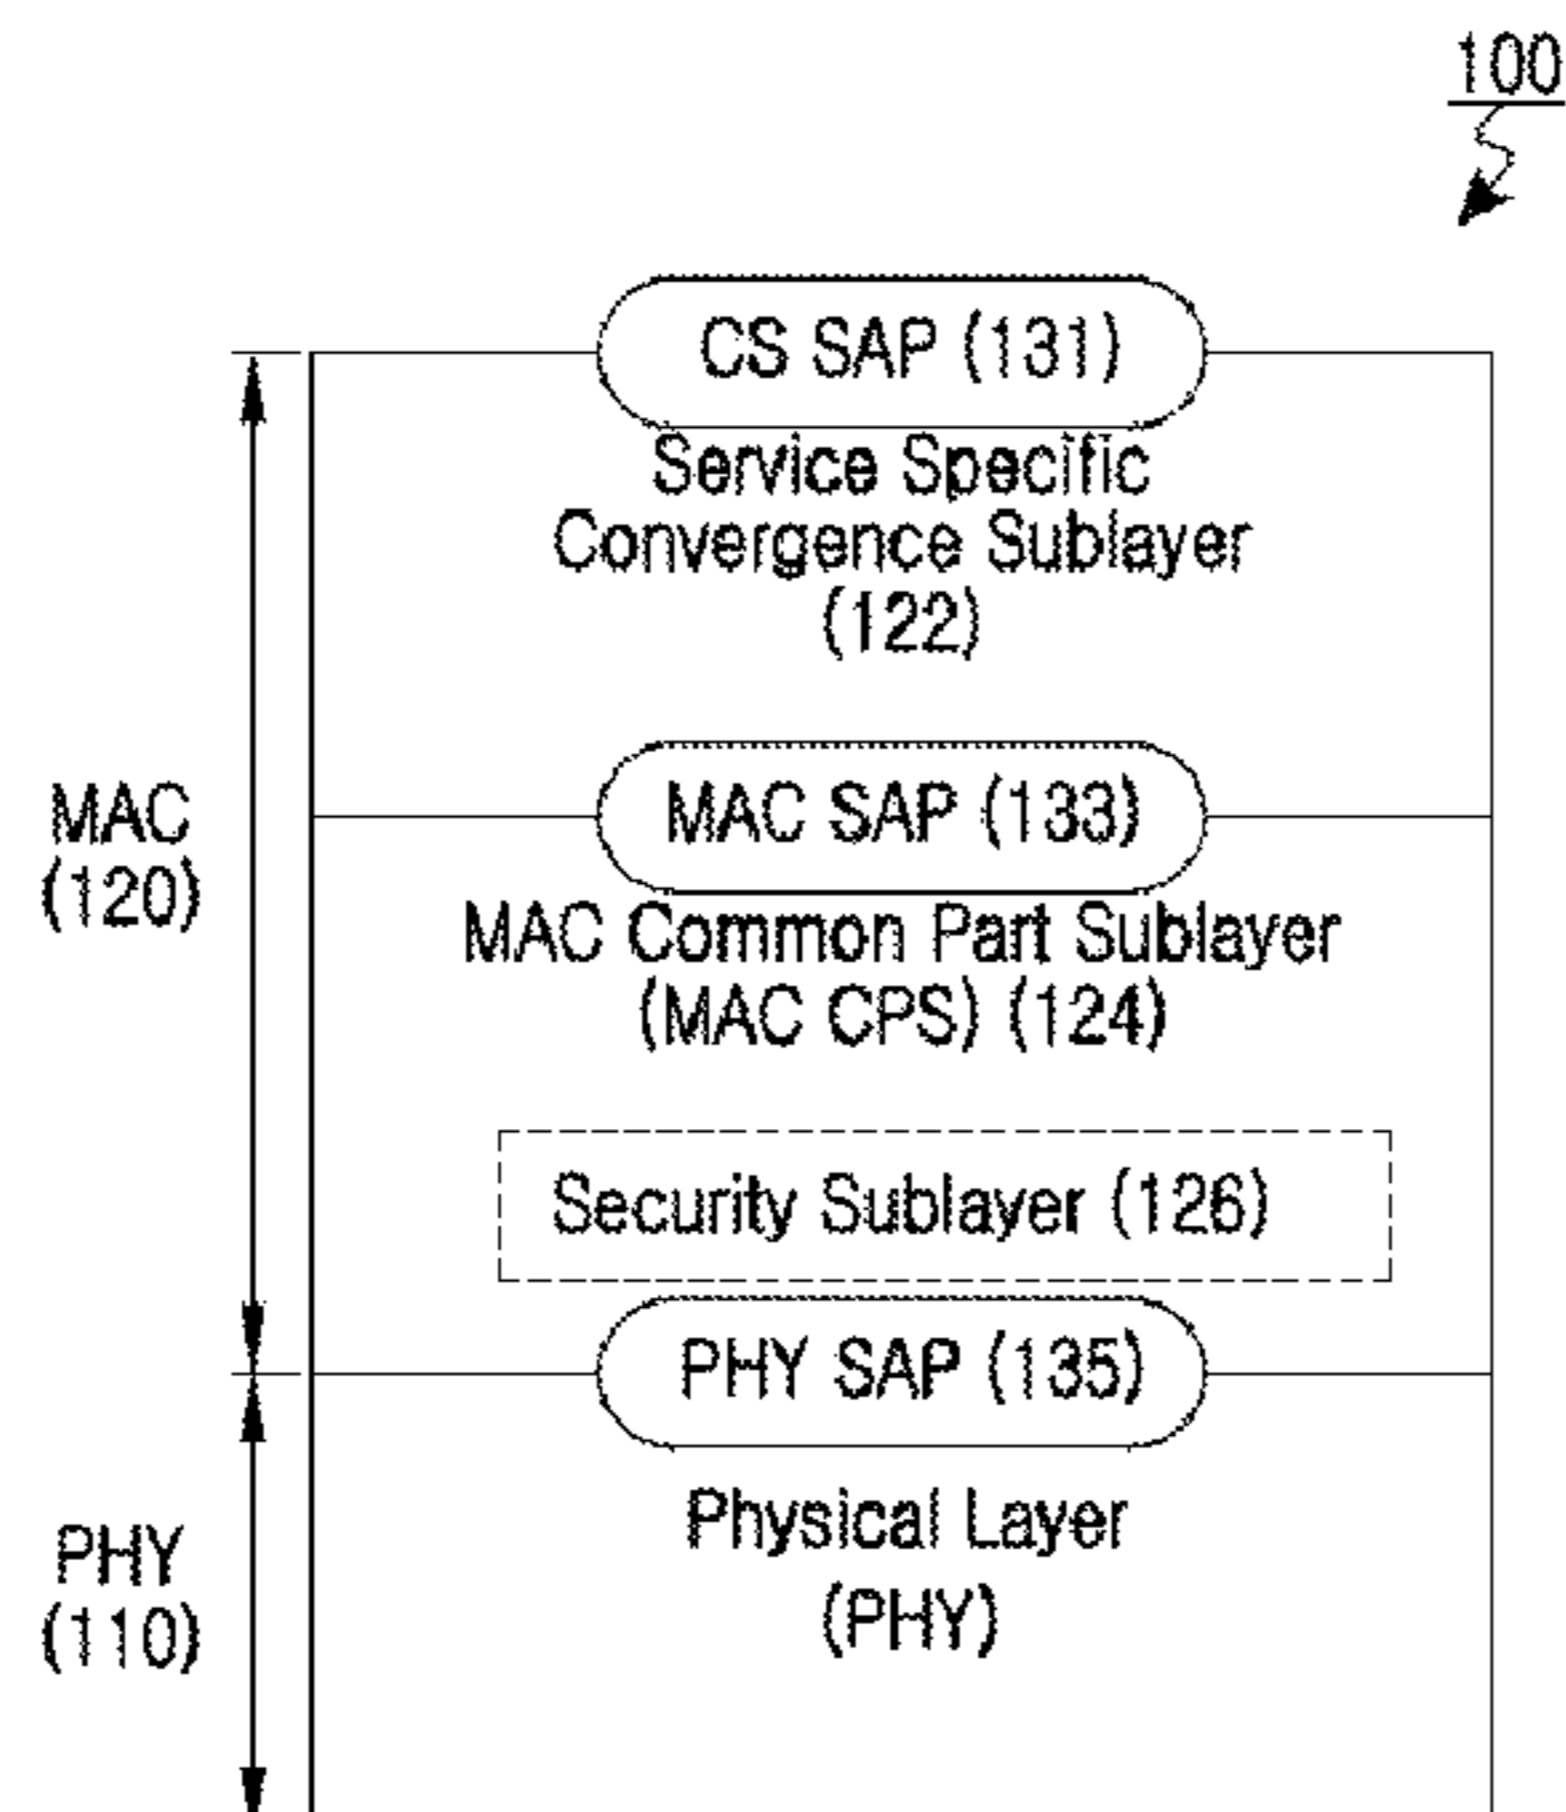 100
CS SAP (131)
Service Specific
Convergence Sublayer
(122)
MAC
(120)
MAC SAP (133)
MAC Common Part Sublayer
(MAC CPS) (124)
Security Sublayer (126)
PHY SAP (135)
PHY
(110)
Physical Layer
(PHY)